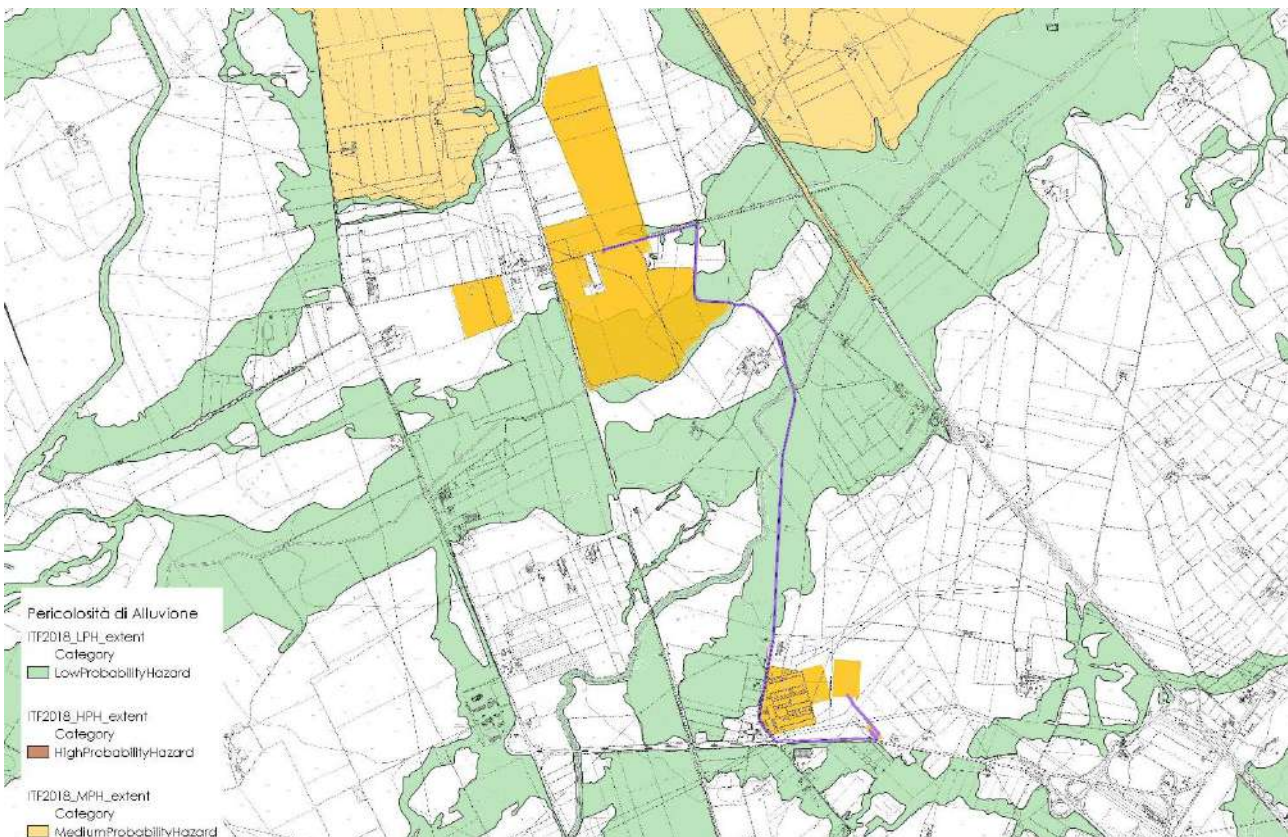 Pericolosità di Alluvione
ITF2018_LPH_extent
Category
LowProbabilityHazard
ITF2018_HPH_extent
Category
HighProbabilityHazard
ITF2018_MPH_extent
Category
MediumProbabilityHazard